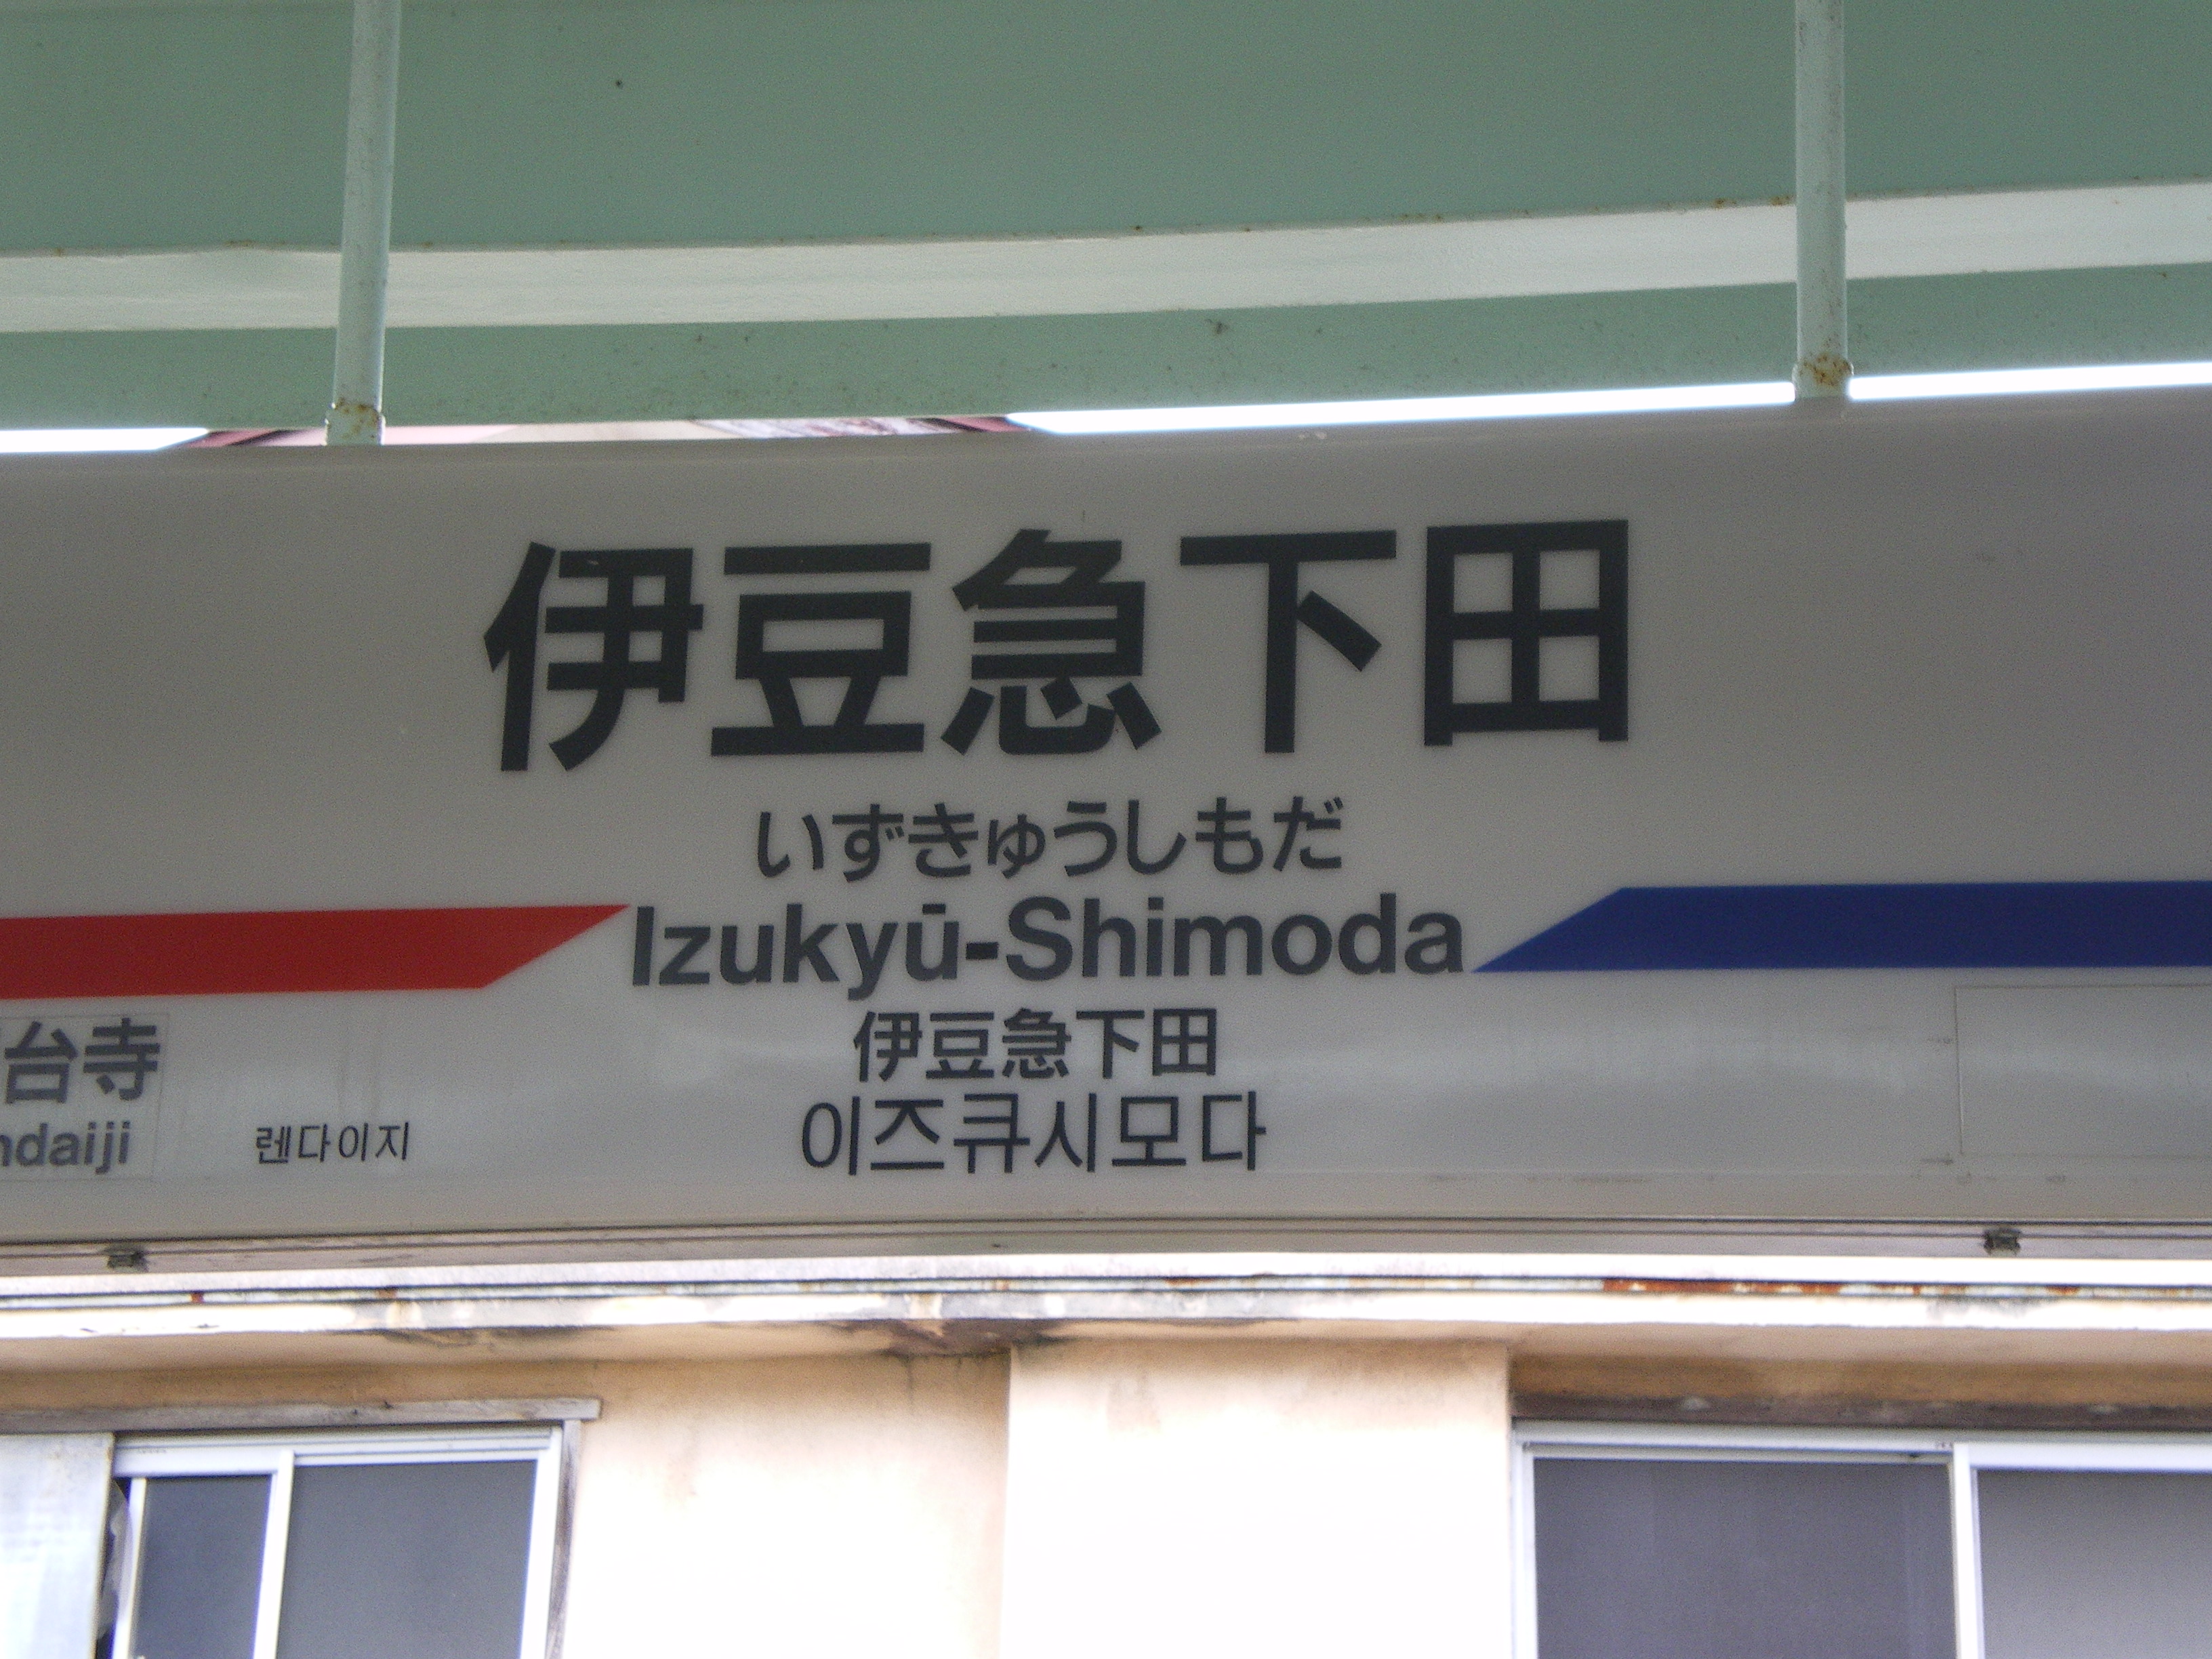 伊豆急下田
いずきゅうしもだ
Izukyū-Shimoda
伊豆急下田
이즈큐시모다
台寺
ndaiji
렌다이지